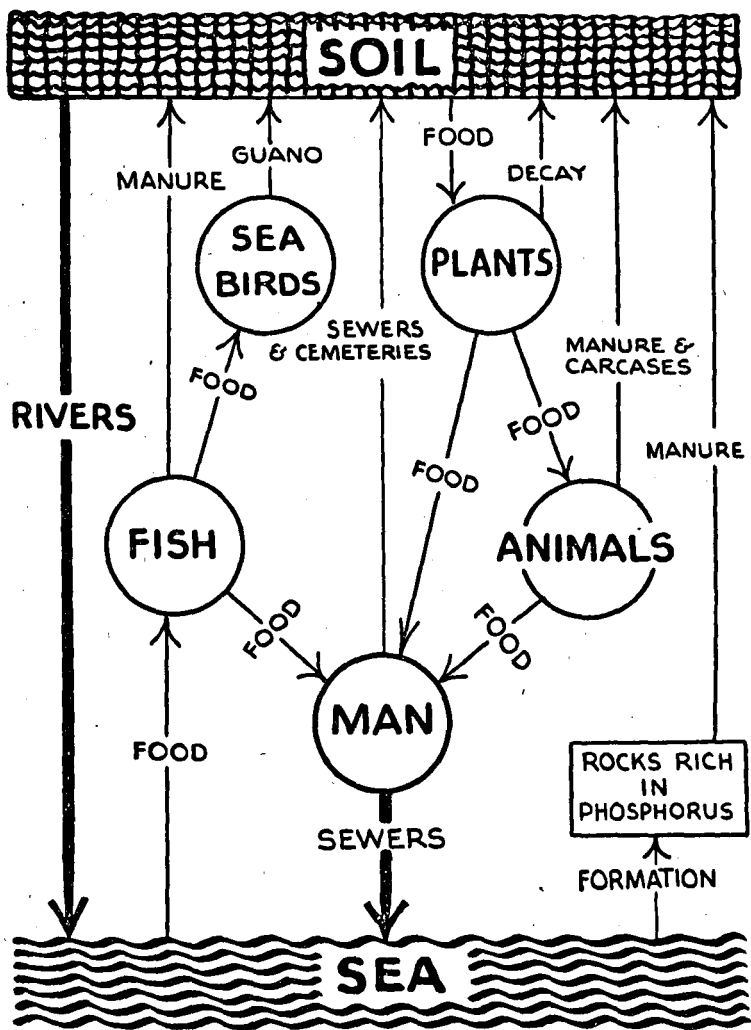 SOIL
FOOD
GUANO
MANURE
DECAY
SEA
BIRDS
PLANTS
SEWERS
& CEMETERIES
MANURE &
CARCASES
FOOD
FOOD
RIVERS
MANURE
FOOD
FISH
ANIMALS
FOOD
FOOD
MAN
FOOD
ROCKS RICH
IN
PHOSPHORUS
SEWERS
FORMATION
SEA